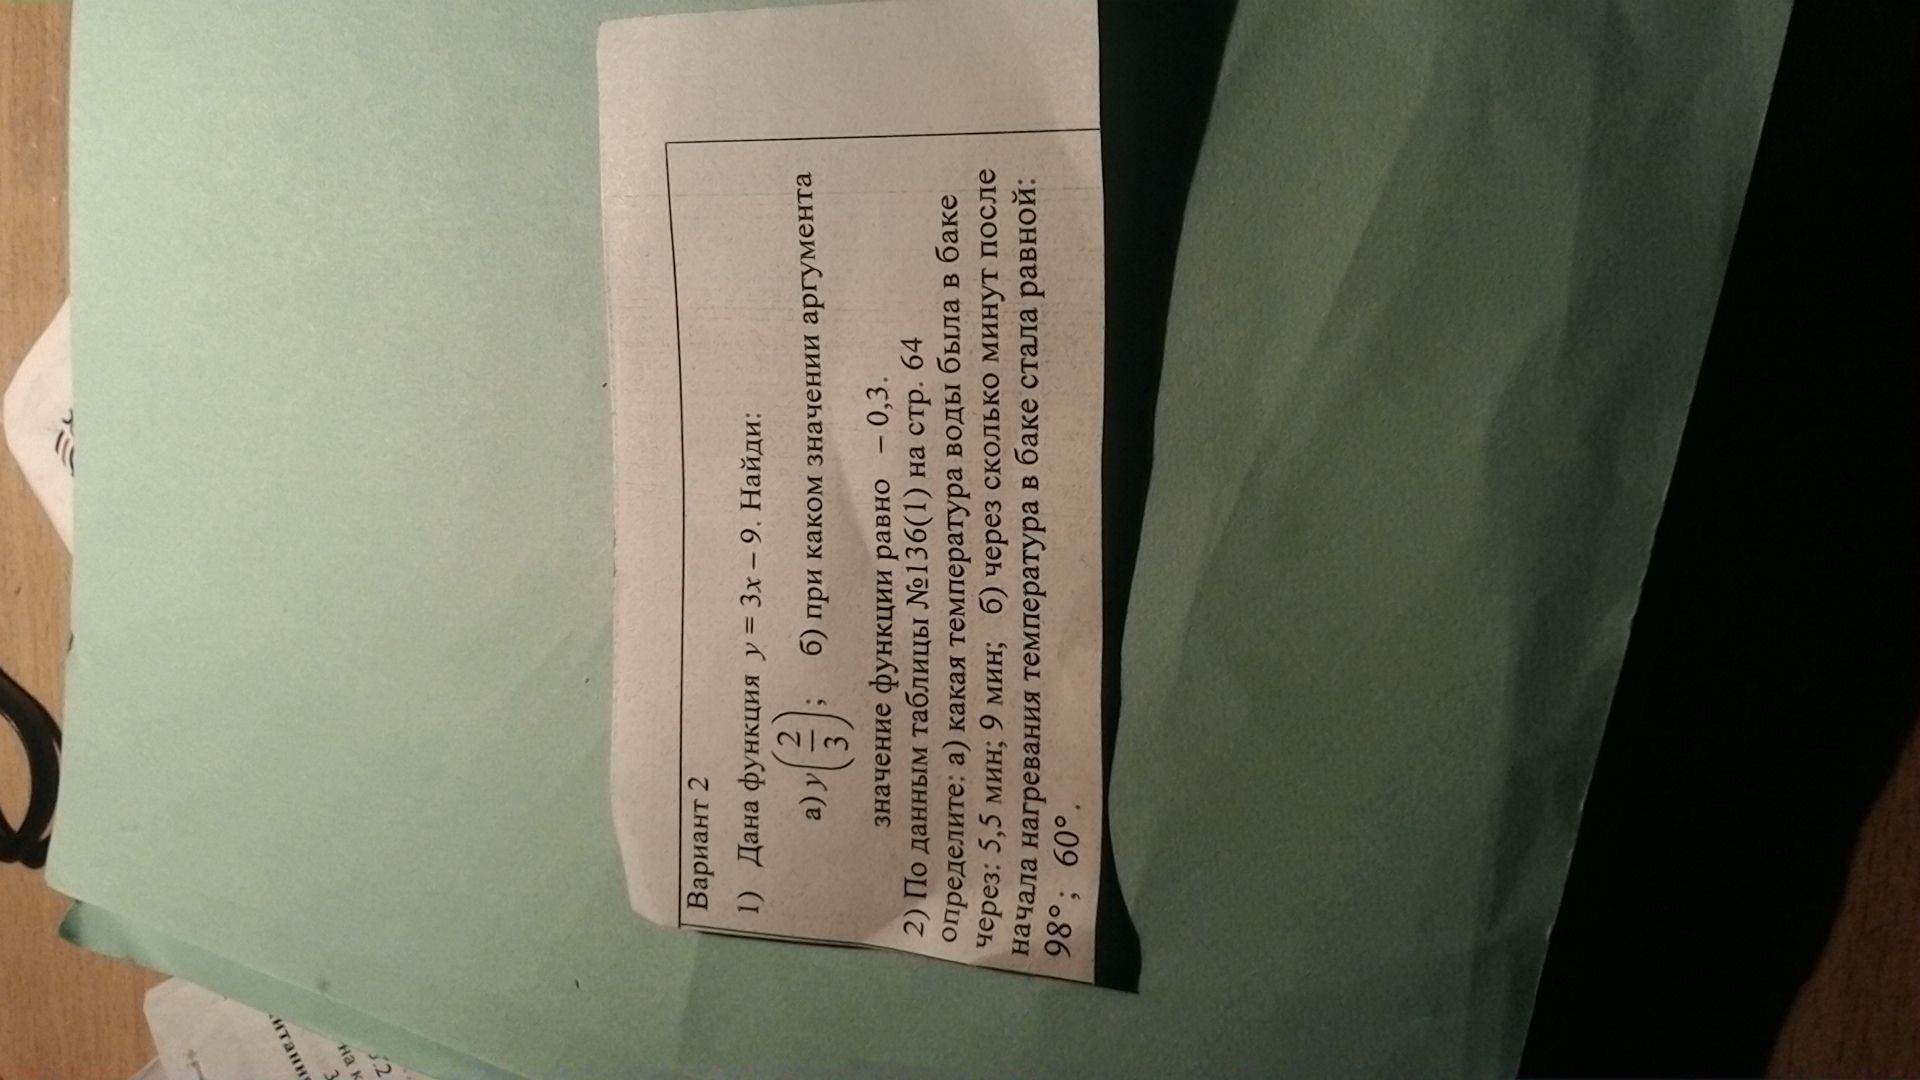 Вариант 2
1) Дана функция y = 3x – 9. Найди:
а) y(2/3); б) при каком значении аргумента
значение функции равно – 0,3.
2) По данным таблицы №136(1) на стр. 64
определите: а) какая температура воды была в баке
через: 5,5 мин; 9 мин; б) через сколько минут после
начала нагревания температура в баке стала равной:
98°; 60°.